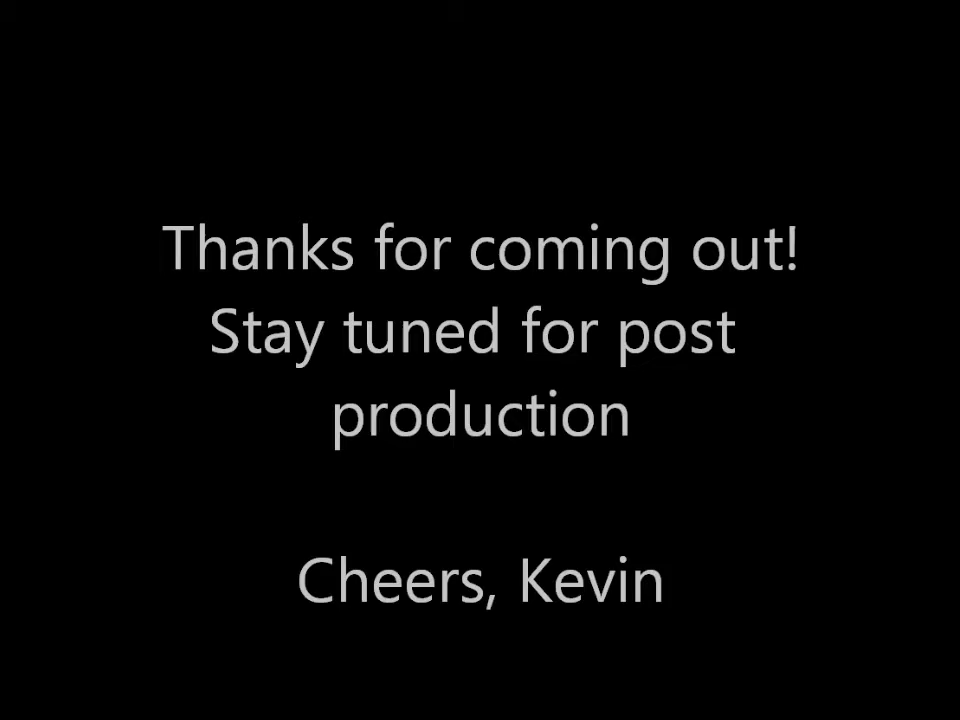 Thanks for coming out!
Stay tuned for post
production
Cheers, Kevin